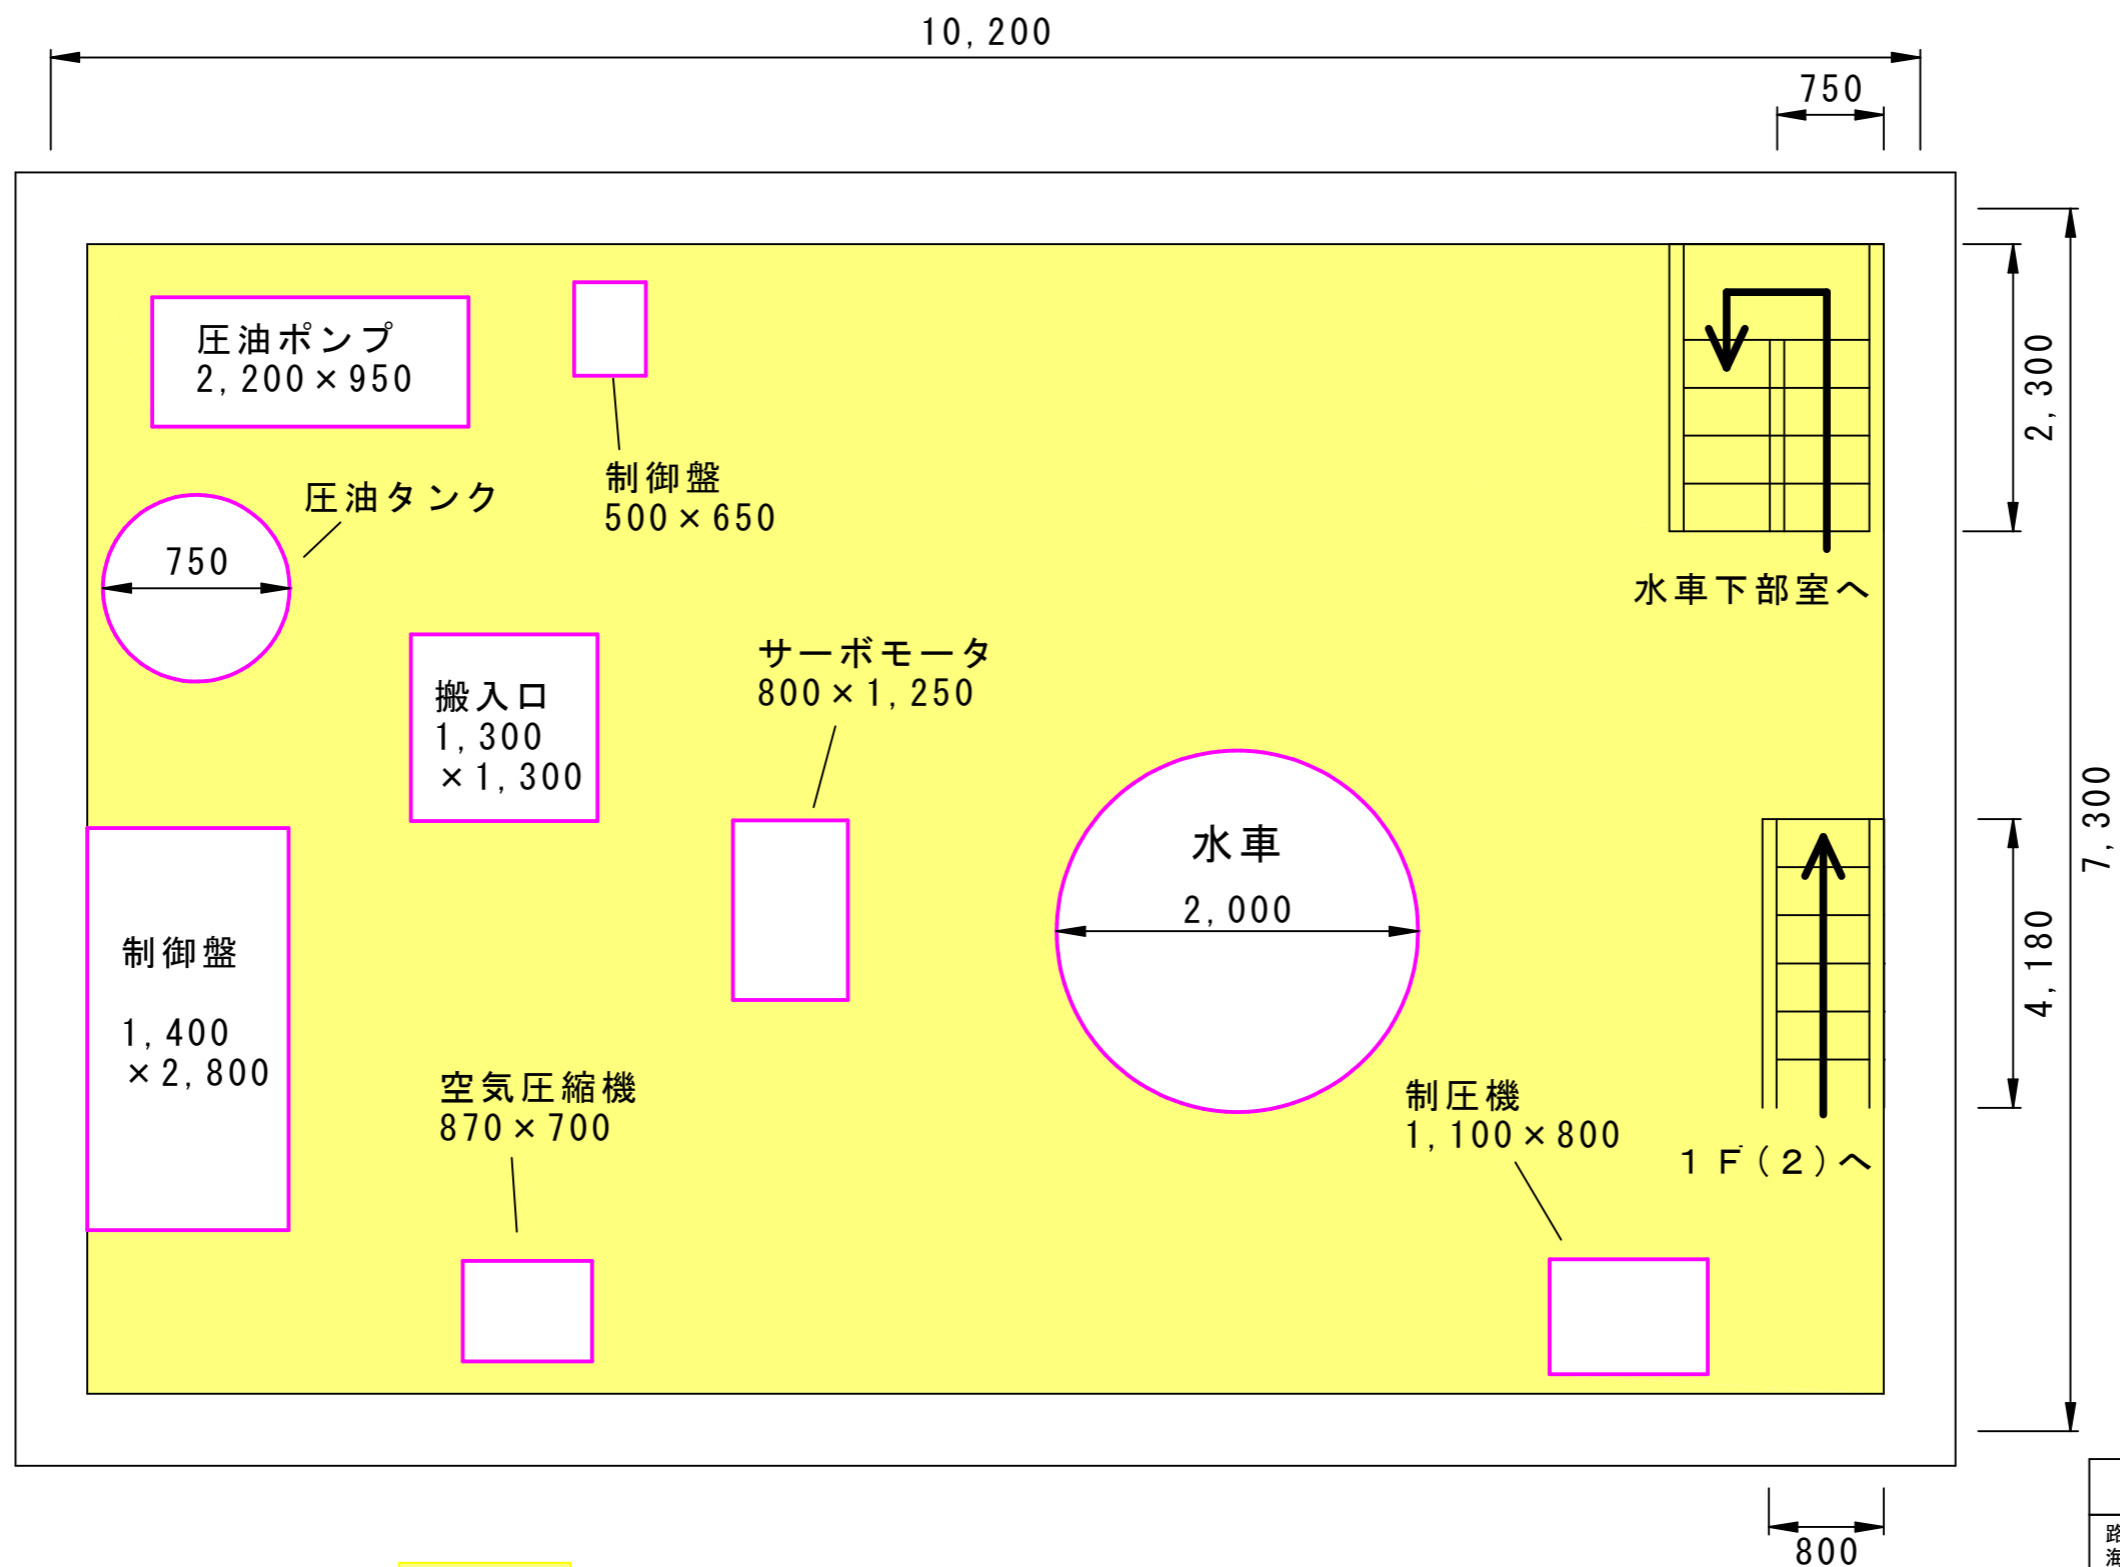 10,200
750
圧油ポンプ
2,200×950
制御盤
500×650
圧油タンク
750
2,300
水車下部室へ
搬入口
1,300
×1,300
サーボモータ
800×1,250
7,300
水車
2,000
制御盤
1,400
×2,800
4,180
空気圧縮機
870×700
制圧機
1,100×800
1F(2)へ
800
路
海